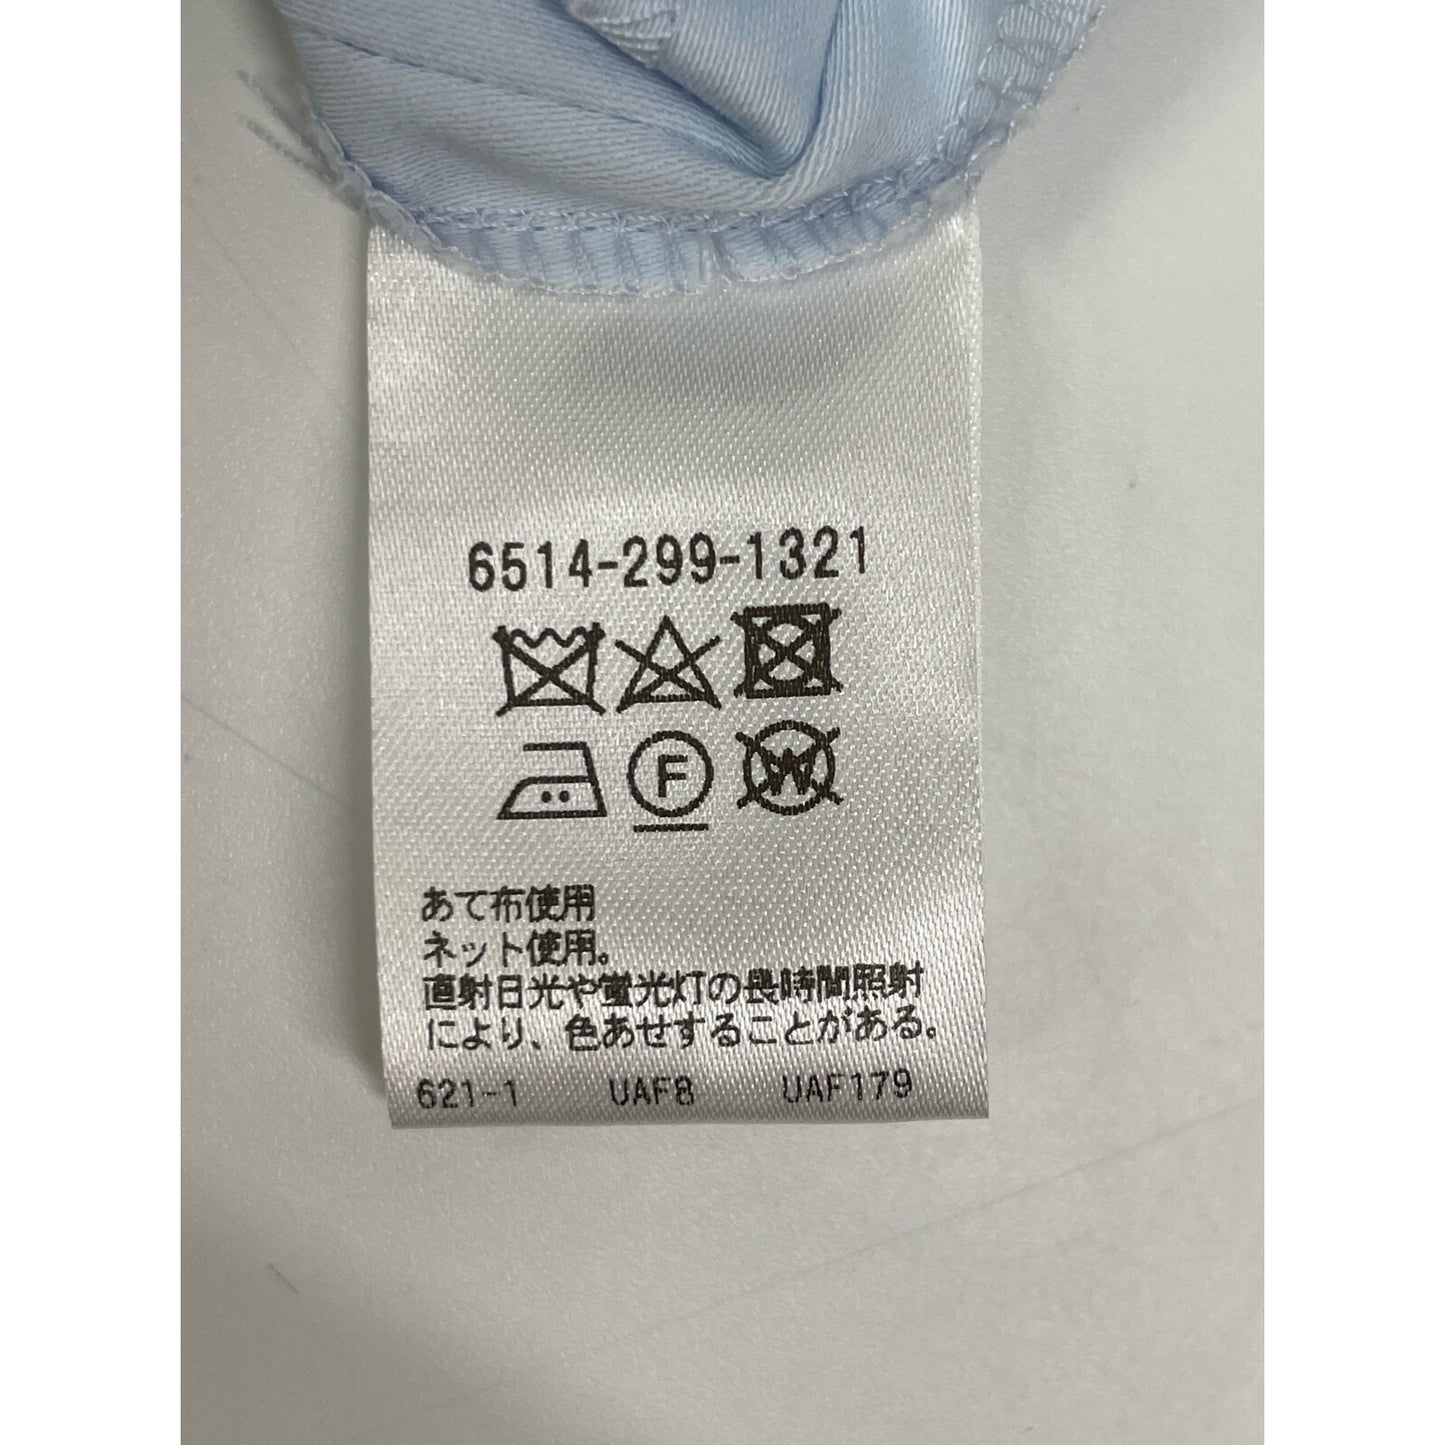 6514-299-1321
F W
あて布使用
ネット使用。
直射日光や蛍光灯の長時間照射
により、色あせすることがある。
621-1 UAF8 UAF179